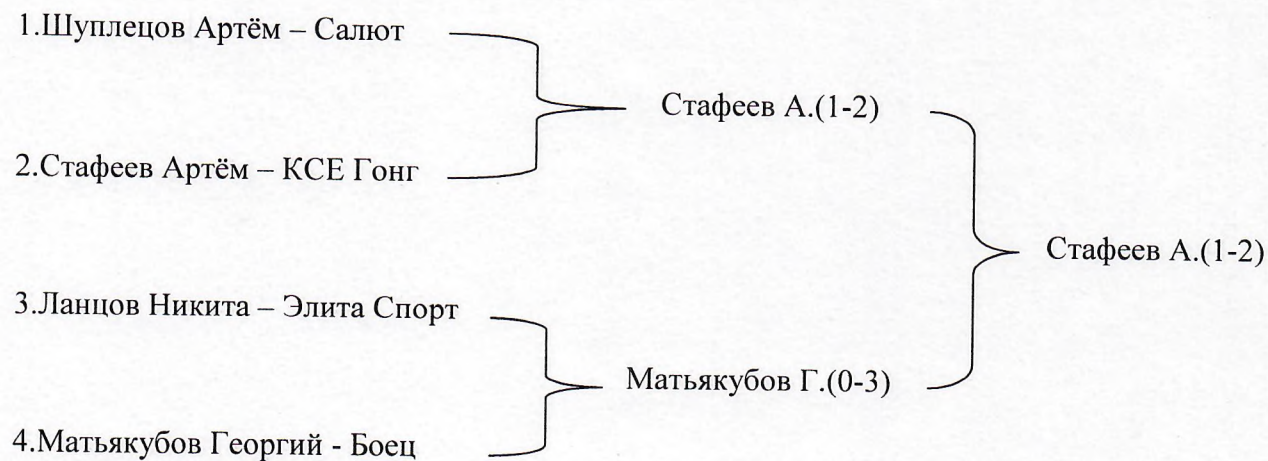 1.Шуплецов Артём – Салют
Стафеев А.(1-2)
2.Стафеев Артём – КСЕ Гонг
Стафеев А.(1-2)
3.Ланцов Никита – Элита Спорт
Матьякубов Г.(0-3)
4.Матьякубов Георгий - Боец